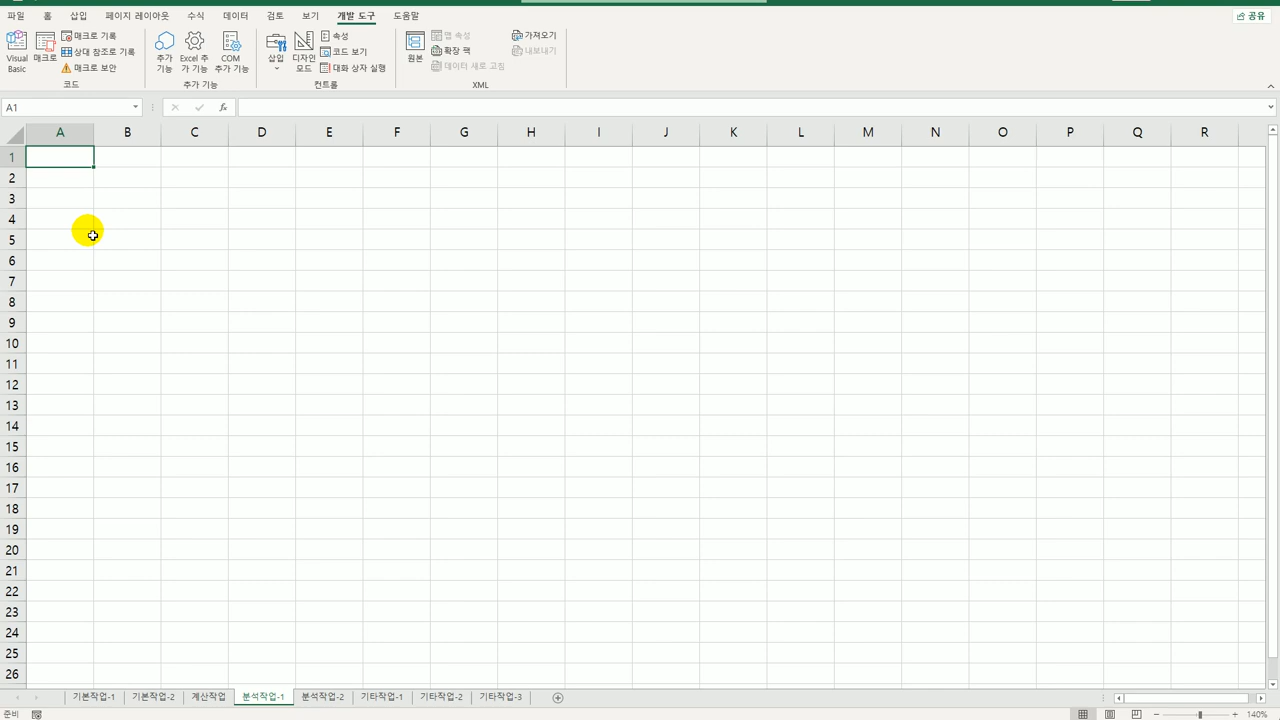 파일 홈 삽입 페이지 레이아웃 수식 데이터 검토 보기 개발 도구 도움말 공유
Visual Basic 매크로 매크로 기록 상대 참조로 기록 매크로 보안
추가 기능 Excel 추가 기능 COM 추가 기능
삽입 디자인 모드 속성 코드 보기 대화 상자 실행
원본 맵 속성 확장 팩 데이터 새로 고침 가져오기 내보내기
코드 추가 기능 컨트롤 XML
A1 fx
A B C D E F G H I J K L M N O P Q R
1
2
3
4
5
6
7
8
9
10
11
12
13
14
15
16
17
18
19
20
21
22
23
24
25
26
기본작업-1 기본작업-2 계산작업 분석작업-1 분석작업-2 기타작업-1 기타작업-2 기타작업-3
준비 140%